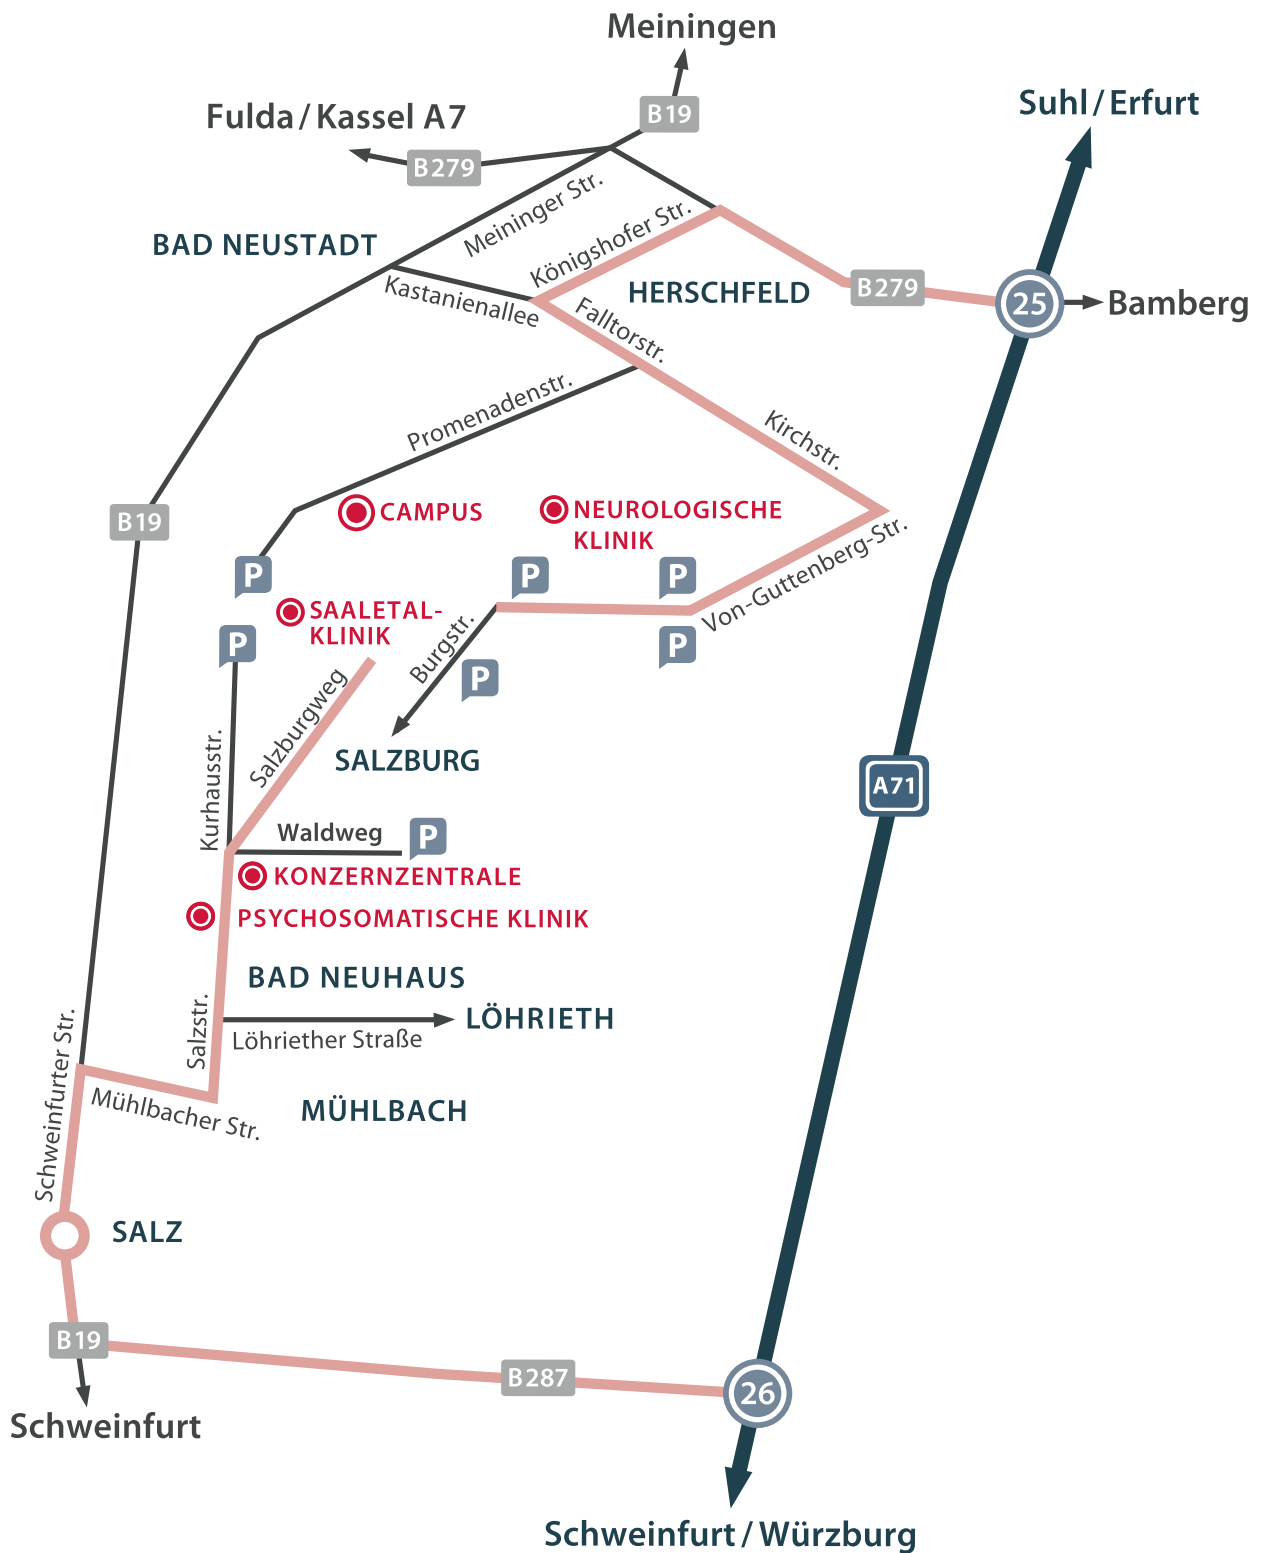 Meiningen
Suhl / Erfurt
Fulda / Kassel A7
B19
B279
Meininger Str.
Königshofer Str.
BAD NEUSTADT
HERSCHFELD
B279
25
Bamberg
Kastanienallee
Falltorstr.
Promenadenstr.
Kirchstr.
B19
CAMPUS
NEUROLOGISCHE
KLINIK
Von-Guttenberg-Str.
P
P
P
SAALETAL-
KLINIK
P
P
Burgstr.
P
Salzburgweg
Kurhausstr.
SALZBURG
A71
Waldweg
P
KONZERNZENTRALE
PSYCHOSOMATISCHE KLINIK
BAD NEUHAUS
Salzstr.
LÖHRIETH
Löhriether Straße
Schweinfurter Str.
Mühlbacher Str.
MÜHLBACH
SALZ
B19
B287
26
Schweinfurt
Schweinfurt / Würzburg